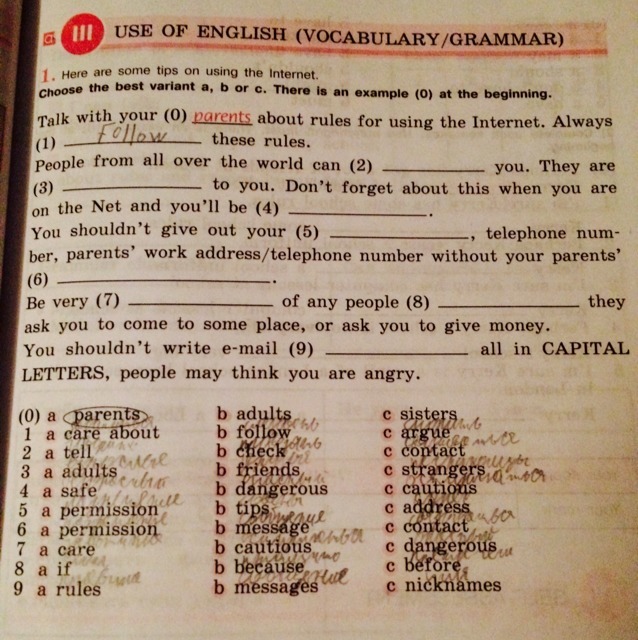 III USE OF ENGLISH (VOCABULARY/GRAMMAR)
1. Here are some tips on using the Internet.
Choose the best variant a, b or c. There is an example (0) at the beginning.
Talk with your (0) parents about rules for using the Internet. Always
(1) follow these rules.
People from all over the world can (2) __________ you. They are
(3) __________ to you. Don't forget about this when you are
on the Net and you'll be (4) __________.
You shouldn't give out your (5) __________, telephone num-
ber, parents' work address/telephone number without your parents'
(6) __________.
Be very (7) __________ of any people (8) __________ they
ask you to come to some place, or ask you to give money.
You shouldn't write e-mail (9) __________ all in CAPITAL
LETTERS, people may think you are angry.
(0) a parents b adults c sisters
1 a care about b follow c argue
2 a tell b check c contact
3 a adults b friends c strangers
4 a safe b dangerous c cautious
5 a permission b tips c address
6 a permission b message c contact
7 a care b cautious c dangerous
8 a if b because c before
9 a rules b messages c nicknames